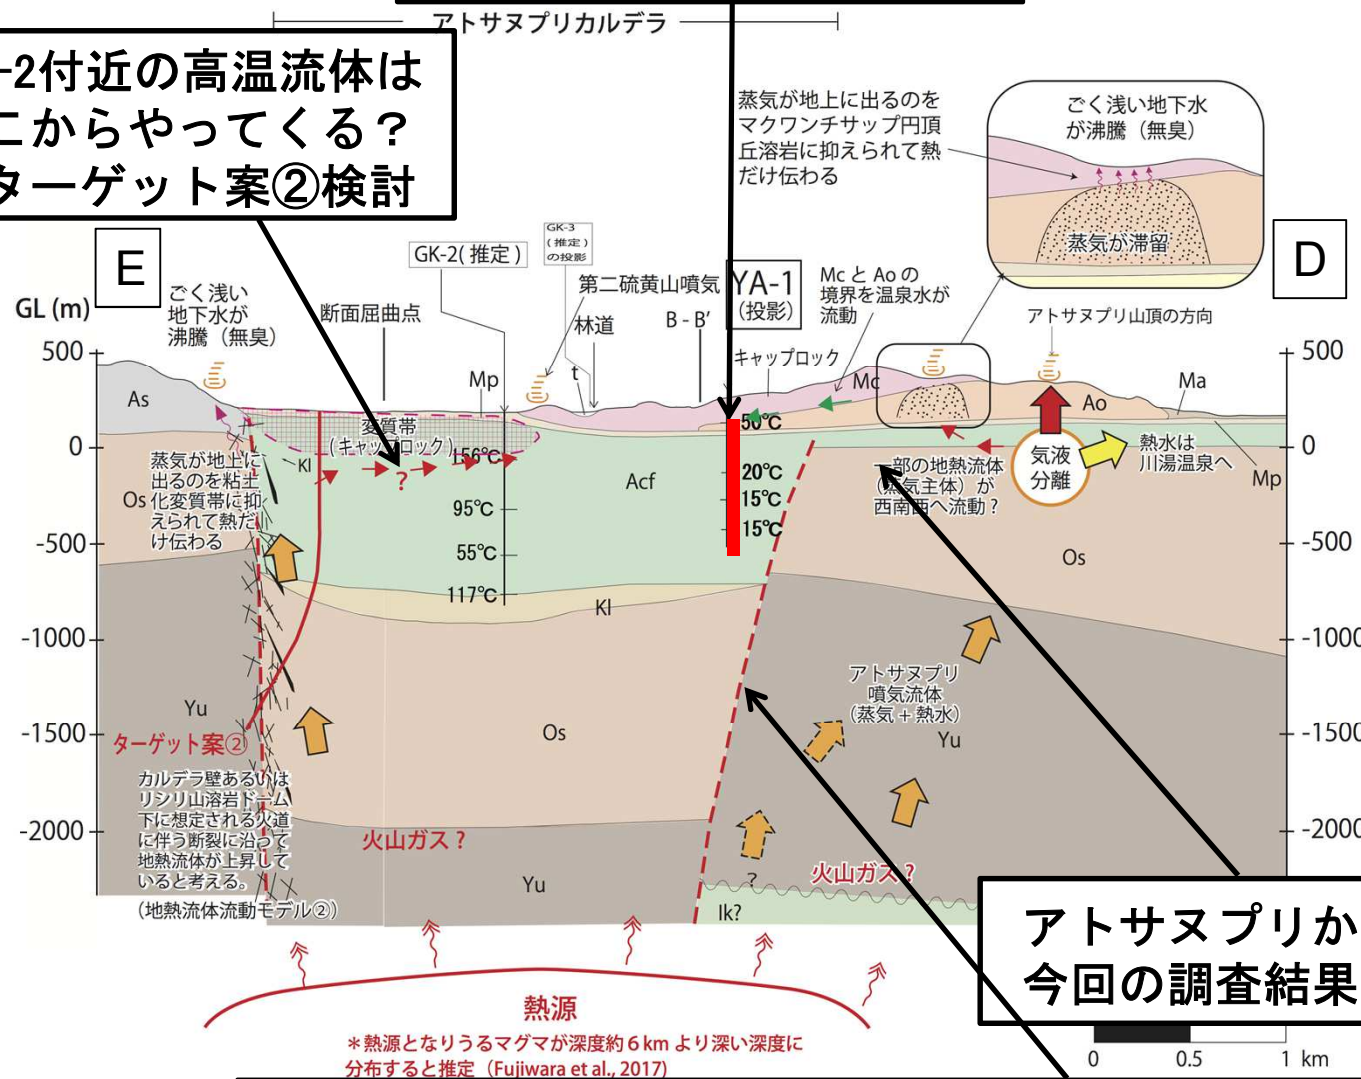 アトサヌプリカルデラ
-2付近の高温流体は
こからやってくる？
ターゲット案②検討
蒸気が地上に出るのを
マクワンチサップ円頂
丘溶岩に抑えられて熱
だけ伝わる
ごく浅い地下水
が沸騰（無臭）
蒸気が滞留
E
D
GL (m)
ごく浅い
地下水が
沸騰（無臭）
断面屈曲点
GK-2(推定)
GK-3
(推定)
の投影
第二硫黄山噴気
林道
B - B'
YA-1
(投影)
Mc と Ao の
境界を温泉水が
流動
アトサヌプリ山頂の方向
キャップロック
500
0
-500
-1000
-1500
-2000
500
0
-500
-1000
-1500
-2000
As
Mp
t
Mc
Ao
Ma
Mp
変質帯
(キャップロック)
Kl
Os
蒸気が地上に
出るのを粘土
化変質帯に抑
えられて熱だ
け伝わる
?
156℃
95℃
55℃
117℃
Acf
50℃
20℃
15℃
15℃
一部の地熱流体
（蒸気主体）が
西南西へ流動？
気液
分離
熱水は
川湯温泉へ
Os
Kl
Yu
ターゲット案②
カルデラ壁あるいは
リシリ山溶岩ドーム
下に想定される火道
に伴う断裂に沿って
地熱流体が上昇して
いると考える。
(地熱流体流動モデル②)
Os
アトサヌプリ
噴気流体
(蒸気＋熱水)
Yu
火山ガス？
Yu
?
火山ガス？
Ik?
アトサヌプリか
今回の調査結果
熱源
＊熱源となりうるマグマが深度約6 km より深い深度に
分布すると推定（Fujiwara et al., 2017)
0 0.5 1 km